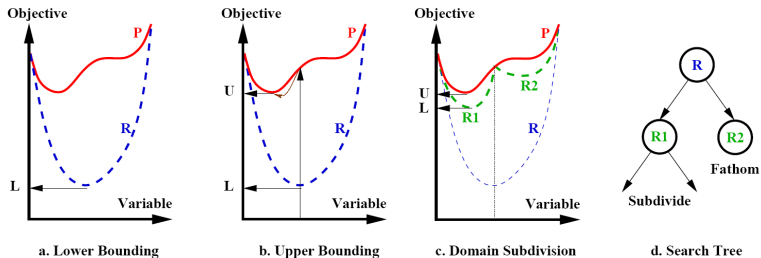 Objective
P
R
L
Variable
a. Lower Bounding
Objective
P
U
R
L
Variable
b. Upper Bounding
Objective
P
U
L
R1
R2
R
Variable
c. Domain Subdivision
R
R1
R2
Fathom
Subdivide
d. Search Tree